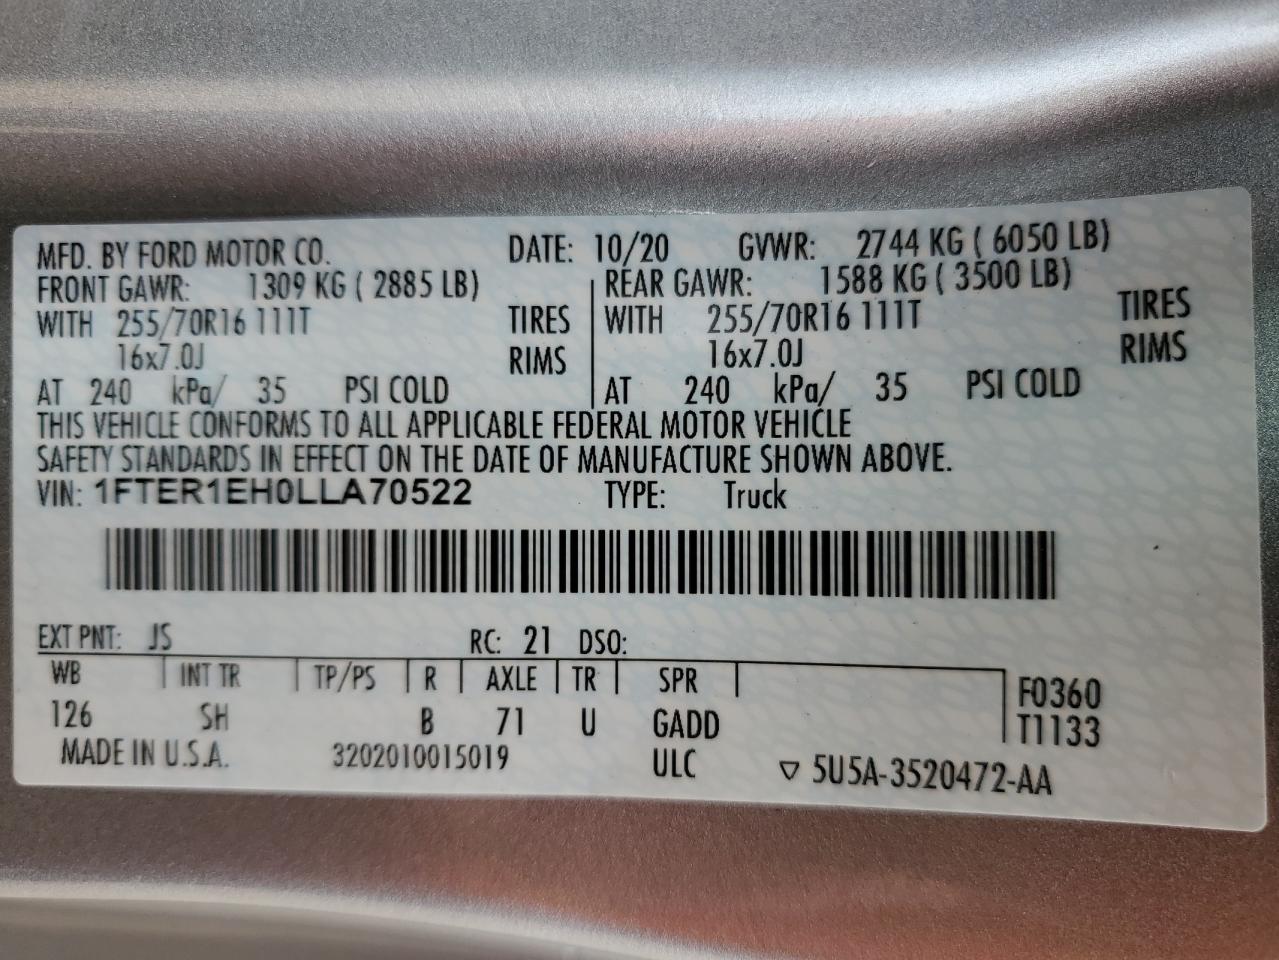 MFD. BY FORD MOTOR CO. DATE: 10/20 GVWR: 2744 KG ( 6050 LB)
FRONT GAWR: 1309 KG ( 2885 LB) REAR GAWR: 1588 KG ( 3500 LB)
WITH 255/70R16 111T TIRES WITH 255/70R16 111T TIRES
16x7.0J RIMS 16x7.0J RIMS
AT 240 kPa/ 35 PSI COLD AT 240 kPa/ 35 PSI COLD
THIS VEHICLE CONFORMS TO ALL APPLICABLE FEDERAL MOTOR VEHICLE
SAFETY STANDARDS IN EFFECT ON THE DATE OF MANUFACTURE SHOWN ABOVE.
VIN: 1FTER1EH0LLA70522 TYPE: Truck
EXT PNT: JS RC: 21 DSO:
WB INT TR TP/PS R AXLE TR SPR F0360
126 SH B 71 U GADD T1133
MADE IN U.S.A. 3202010015019 ULC ▽ 5U5A-3520472-AA